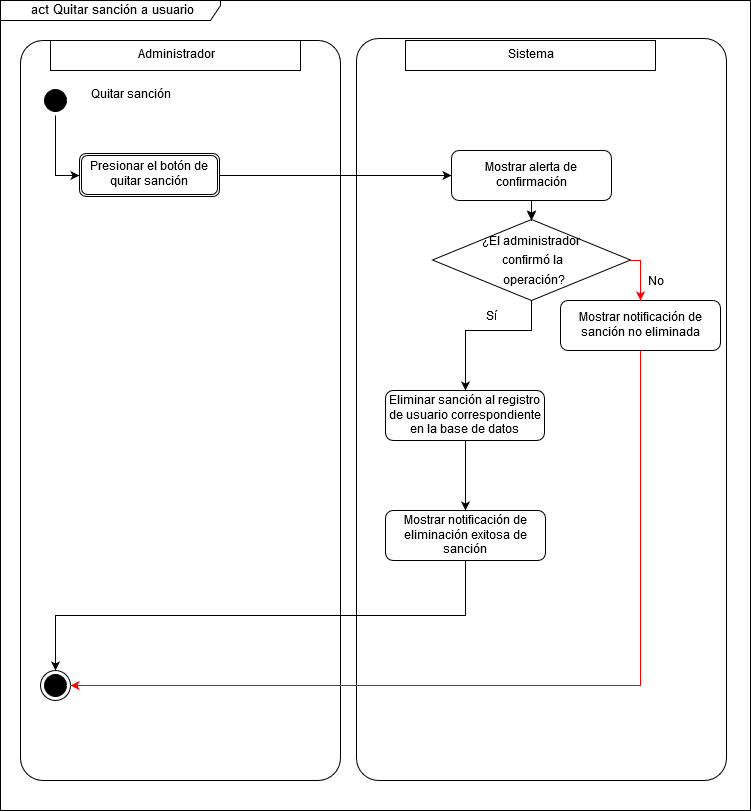 act Quitar sanción a usuario
Administrador
Sistema
Quitar sanción
Presionar el botón de
quitar sanción
Mostrar alerta de
confirmación
¿El administrador
confirmó la
operación?
No
Sí
Mostrar notificación de
sanción no eliminada
Eliminar sanción al registro
de usuario correspondiente
en la base de datos
Mostrar notificación de
eliminación exitosa de
sanción